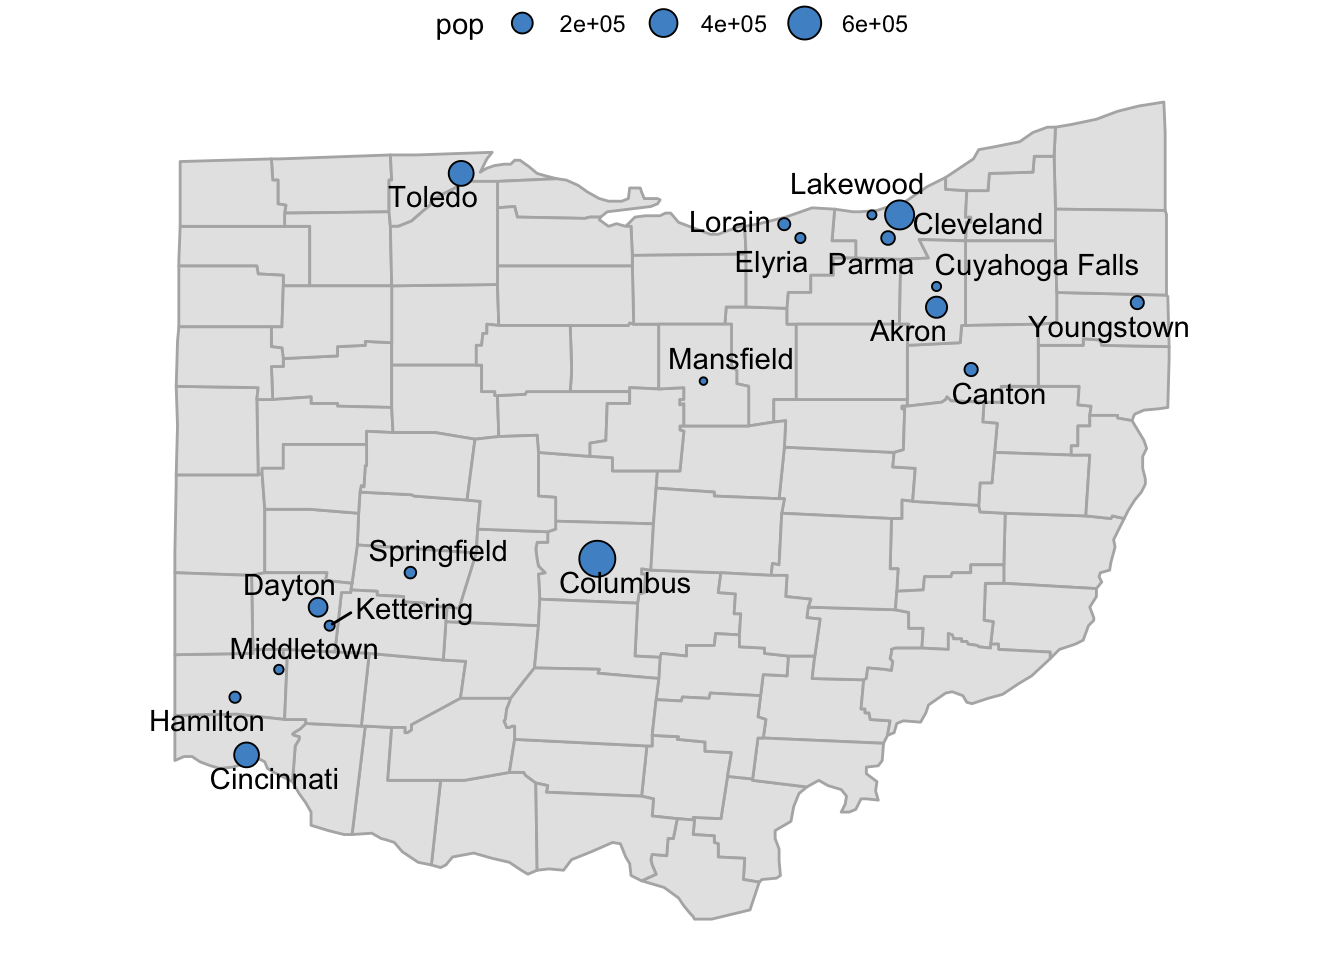 pop 2e+05 4e+05 6e+05
Lakewood
Toledo
Lorain
Cleveland
Elyria
Parma
Cuyahoga Falls
Youngstown
Akron
Mansfield
Canton
Springfield
Columbus
Dayton
Kettering
Middletown
Hamilton
Cincinnati